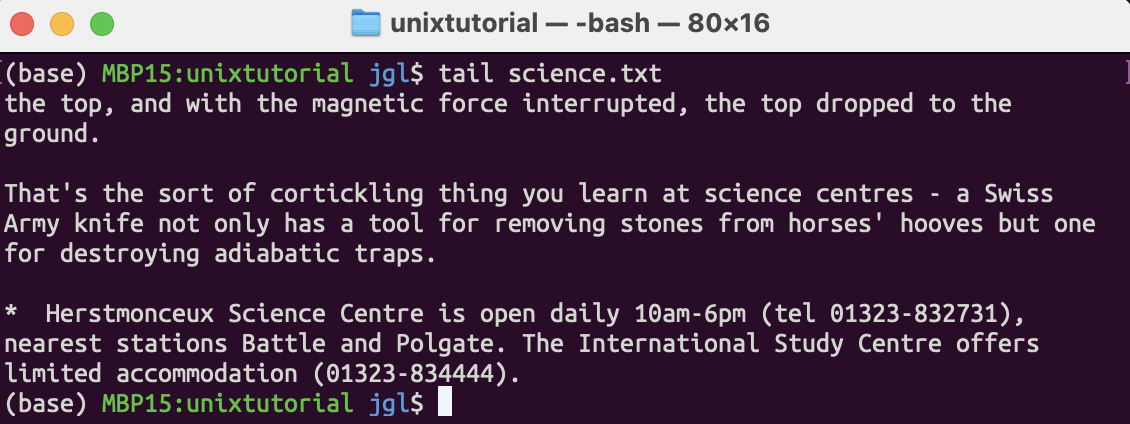 unixtutorial — -bash — 80×16
(base) MBP15:unixtutorial jgl$ tail science.txt
the top, and with the magnetic force interrupted, the top dropped to the
ground.
That's the sort of cortickling thing you learn at science centres - a Swiss
Army knife not only has a tool for removing stones from horses' hooves but one
for destroying adiabatic traps.
*  Herstmonceux Science Centre is open daily 10am-6pm (tel 01323-832731),
nearest stations Battle and Polgate. The International Study Centre offers
limited accommodation (01323-834444).
(base) MBP15:unixtutorial jgl$